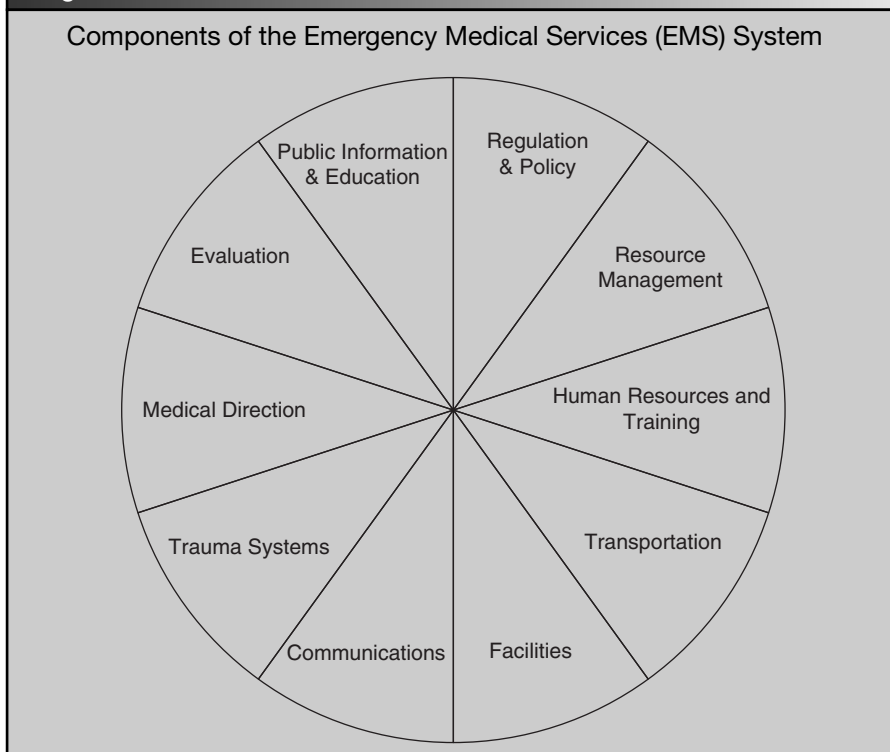 Components of the Emergency Medical Services (EMS) System
Public Information
& Education
Regulation
& Policy
Resource
Management
Human Resources and
Training
Transportation
Facilities
Communications
Trauma Systems
Medical Direction
Evaluation